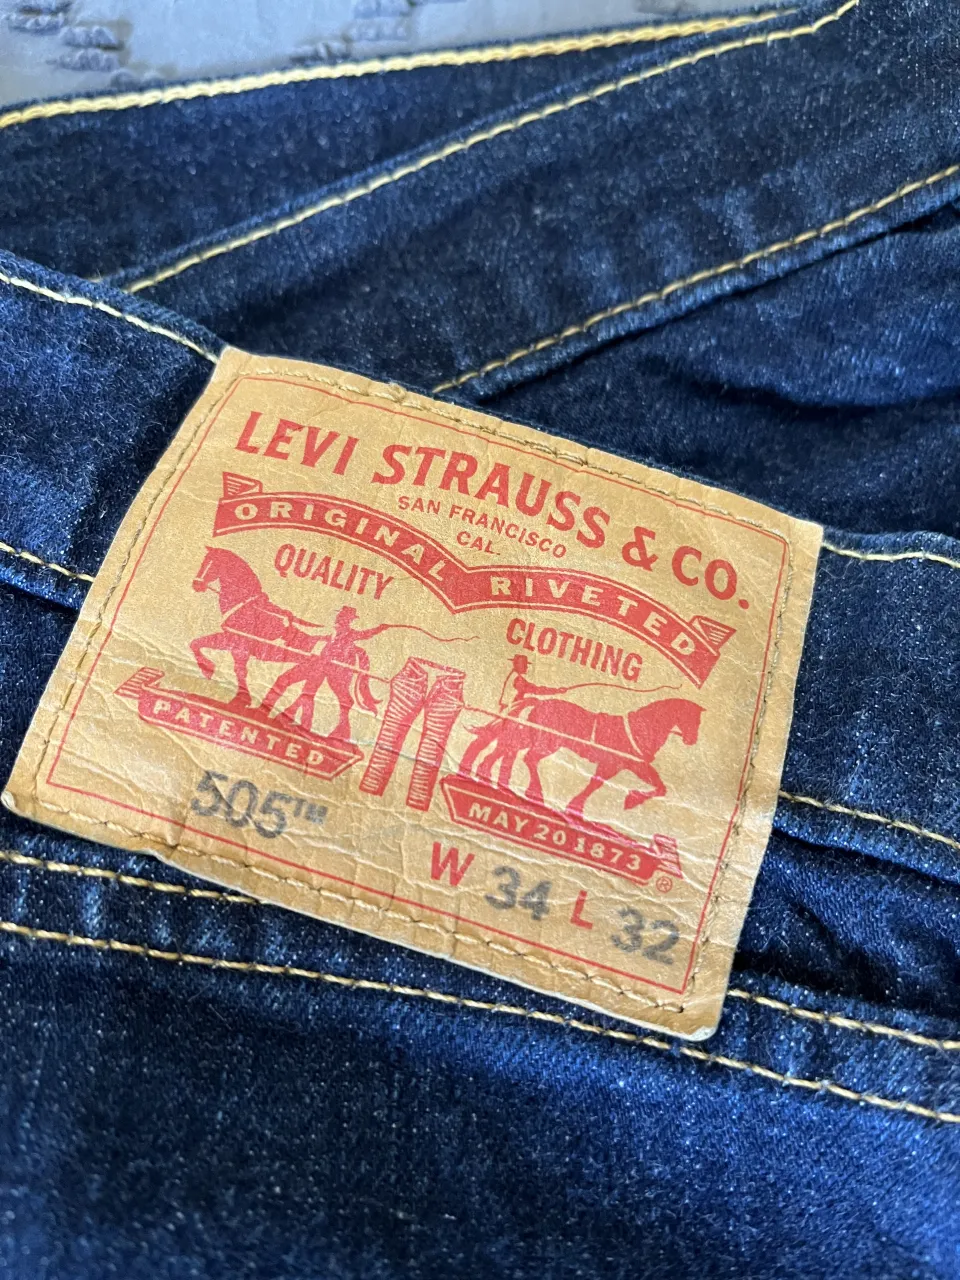 LEVI STRAUSS & CO.
SAN FRANCISCO
CAL.
ORIGINAL RIVETED
QUALITY
CLOTHING
PATENTED
MAY 20 1873
®
505™
W 34 L 32